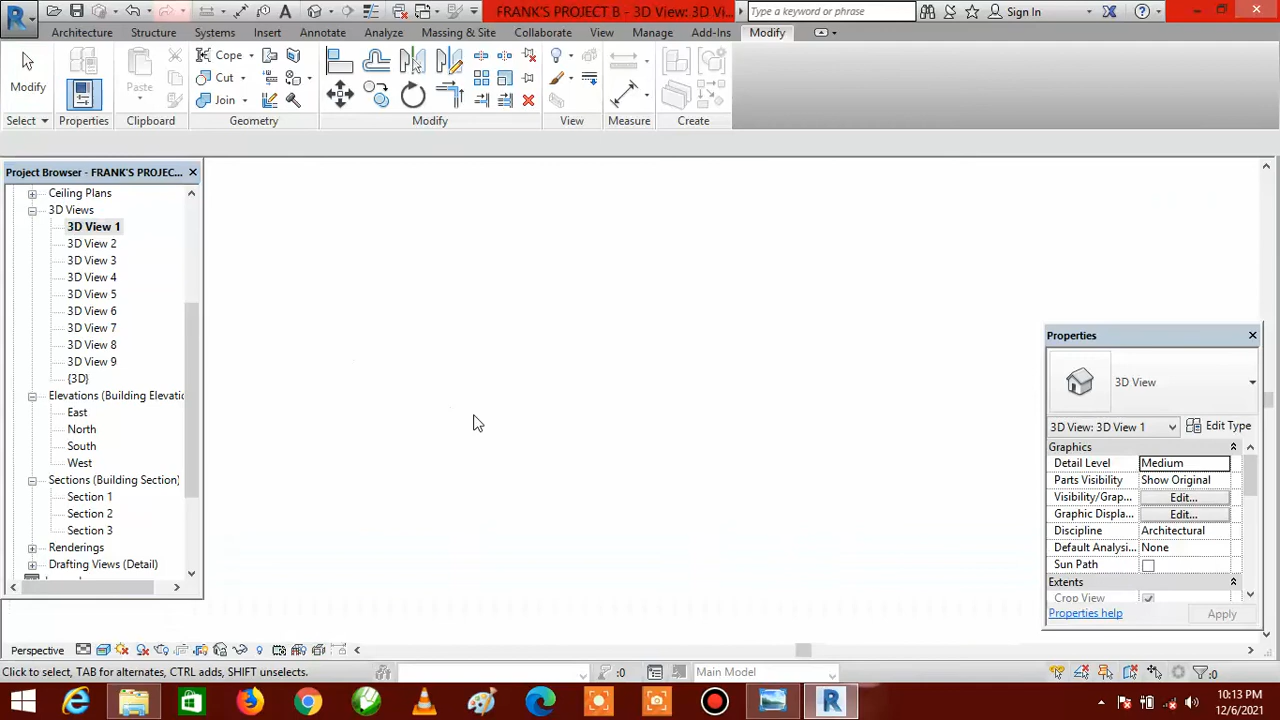 FRANK'S PROJECT B - 3D View: 3D Vi...
Type a keyword or phrase
Sign In
Architecture
Structure
Systems
Insert
Annotate
Analyze
Massing & Site
Collaborate
View
Manage
Add-Ins
Modify
Modify
Paste
Cope
Cut
Join
Select
Properties
Clipboard
Geometry
Modify
View
Measure
Create
Project Browser - FRANK'S PROJEC...
Ceiling Plans
3D Views
3D View 1
3D View 2
3D View 3
3D View 4
3D View 5
3D View 6
3D View 7
3D View 8
3D View 9
{3D}
Elevations (Building Elevatio
East
North
South
West
Sections (Building Section)
Section 1
Section 2
Section 3
Renderings
Drafting Views (Detail)
Properties
3D View
3D View: 3D View 1
Edit Type
Graphics
Detail Level
Medium
Parts Visibility
Show Original
Visibility/Grap...
Edit...
Graphic Displa...
Edit...
Discipline
Architectural
Default Analysi...
None
Sun Path
Extents
Crop View
Properties help
Apply
Perspective
Click to select, TAB for alternates, CTRL adds, SHIFT unselects.
:0
Main Model
:0
10:13 PM
12/6/2021